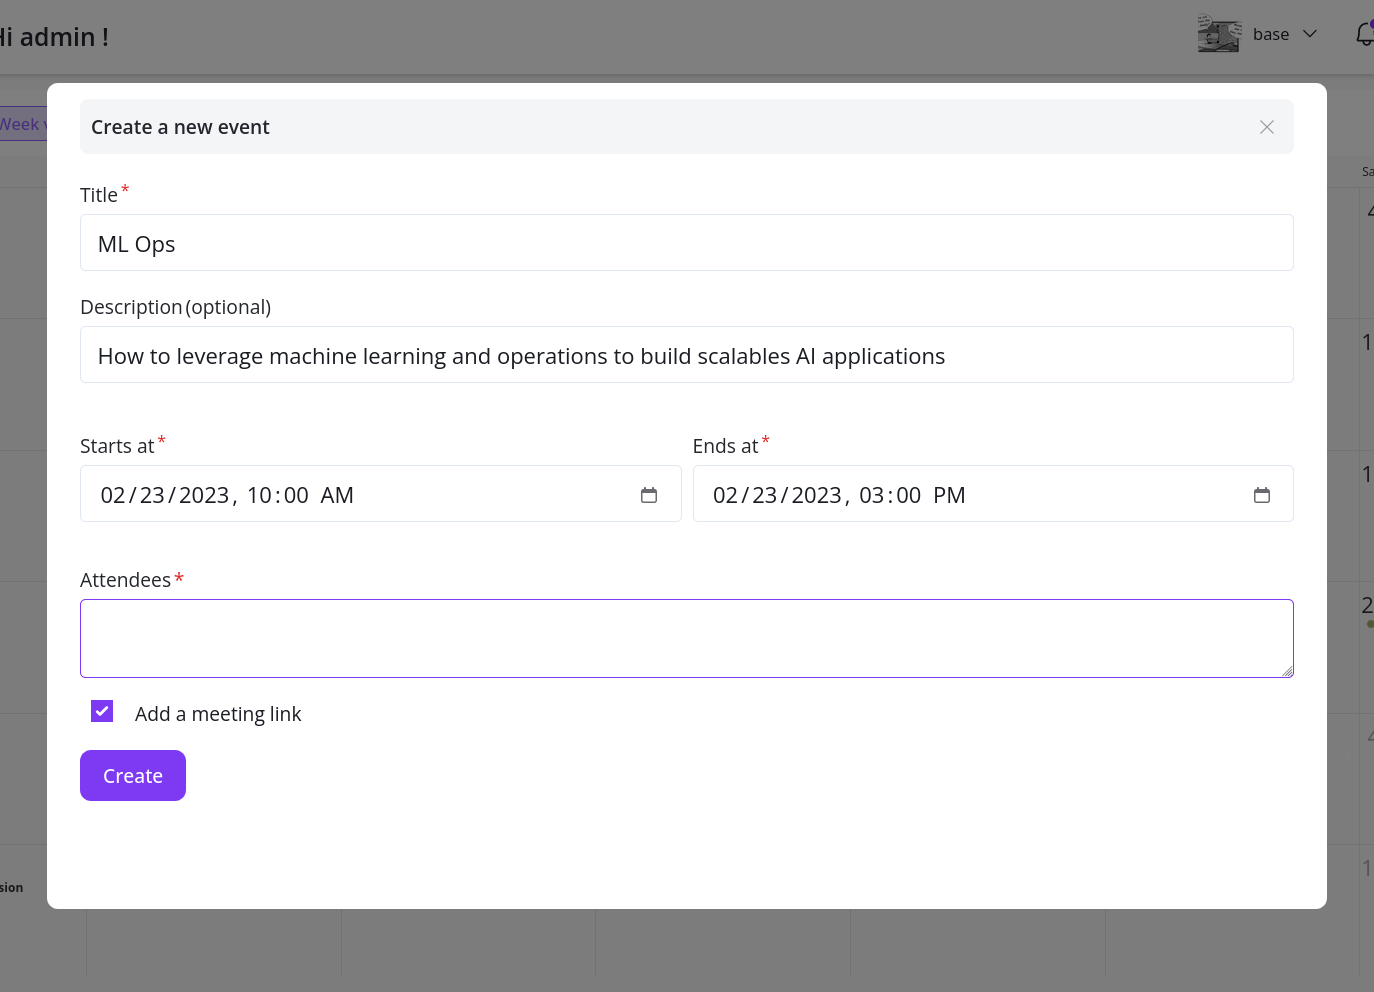 Hi admin !
base
Week
Sa
Create a new event
Title*
ML Ops
Description (optional)
How to leverage machine learning and operations to build scalables AI applications
Starts at*
Ends at*
02/23/2023, 10:00 AM
02/23/2023, 03:00 PM
Attendees*
Add a meeting link
Create
sion